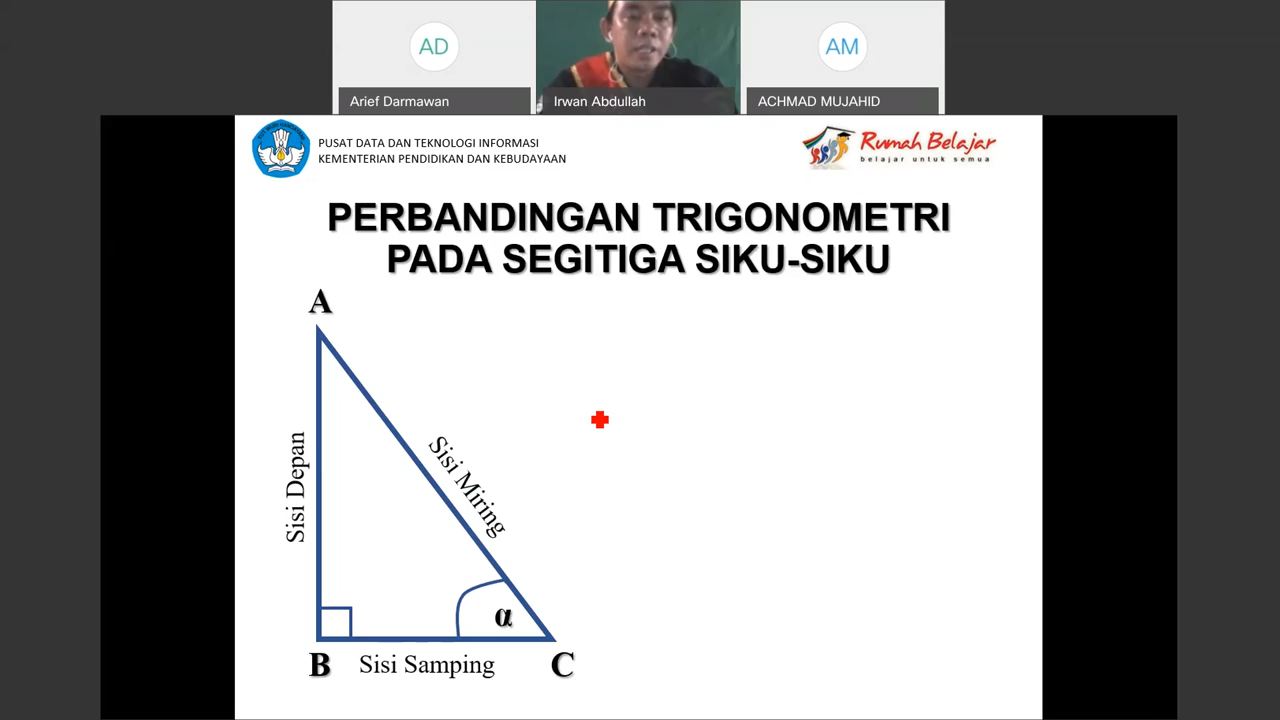 AD
AM
Arief Darmawan
Irwan Abdullah
ACHMAD MUJAHID
PUSAT DATA DAN TEKNOLOGI INFORMASI
KEMENTERIAN PENDIDIKAN DAN KEBUDAYAAN
Rumah Belajar
belajar untuk semua
PERBANDINGAN TRIGONOMETRI
PADA SEGITIGA SIKU-SIKU
A
Sisi Depan
Sisi Miring
α
B
Sisi Samping
C